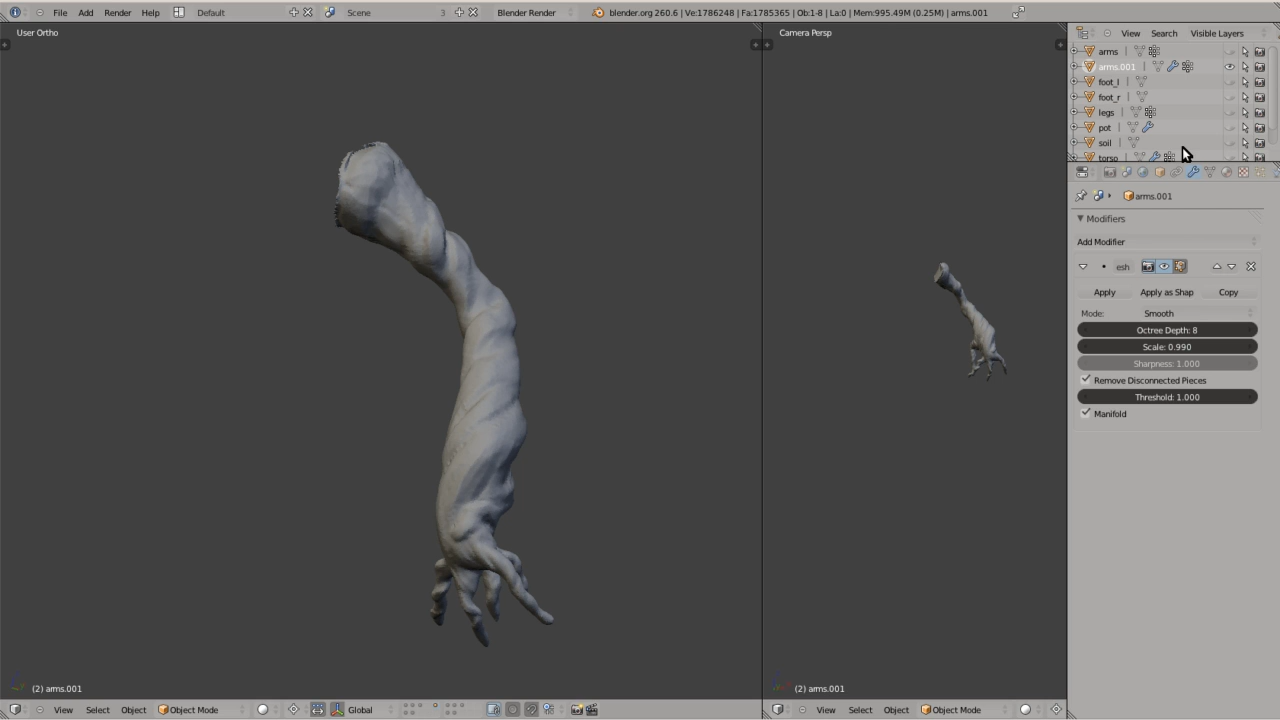 File Add Render Help Default Scene 3 Blender Render blender.org 260.6 | Ve:1786248 | Fa:1785365 | Ob:1-8 | La:0 | Mem:995.49M (0.25M) | arms.001
User Ortho
Camera Persp
View Search Visible Layers
arms
arms.001
foot_l
foot_r
legs
pot
soil
torso
arms.001
Modifiers
Add Modifier
esh
Apply Apply as Shap Copy
Mode: Smooth
Octree Depth: 8
Scale: 0.990
Sharpness: 1.000
Remove Disconnected Pieces
Threshold: 1.000
Manifold
(2) arms.001
(2) arms.001
View Select Object Object Mode Global
View Select Object Object Mode